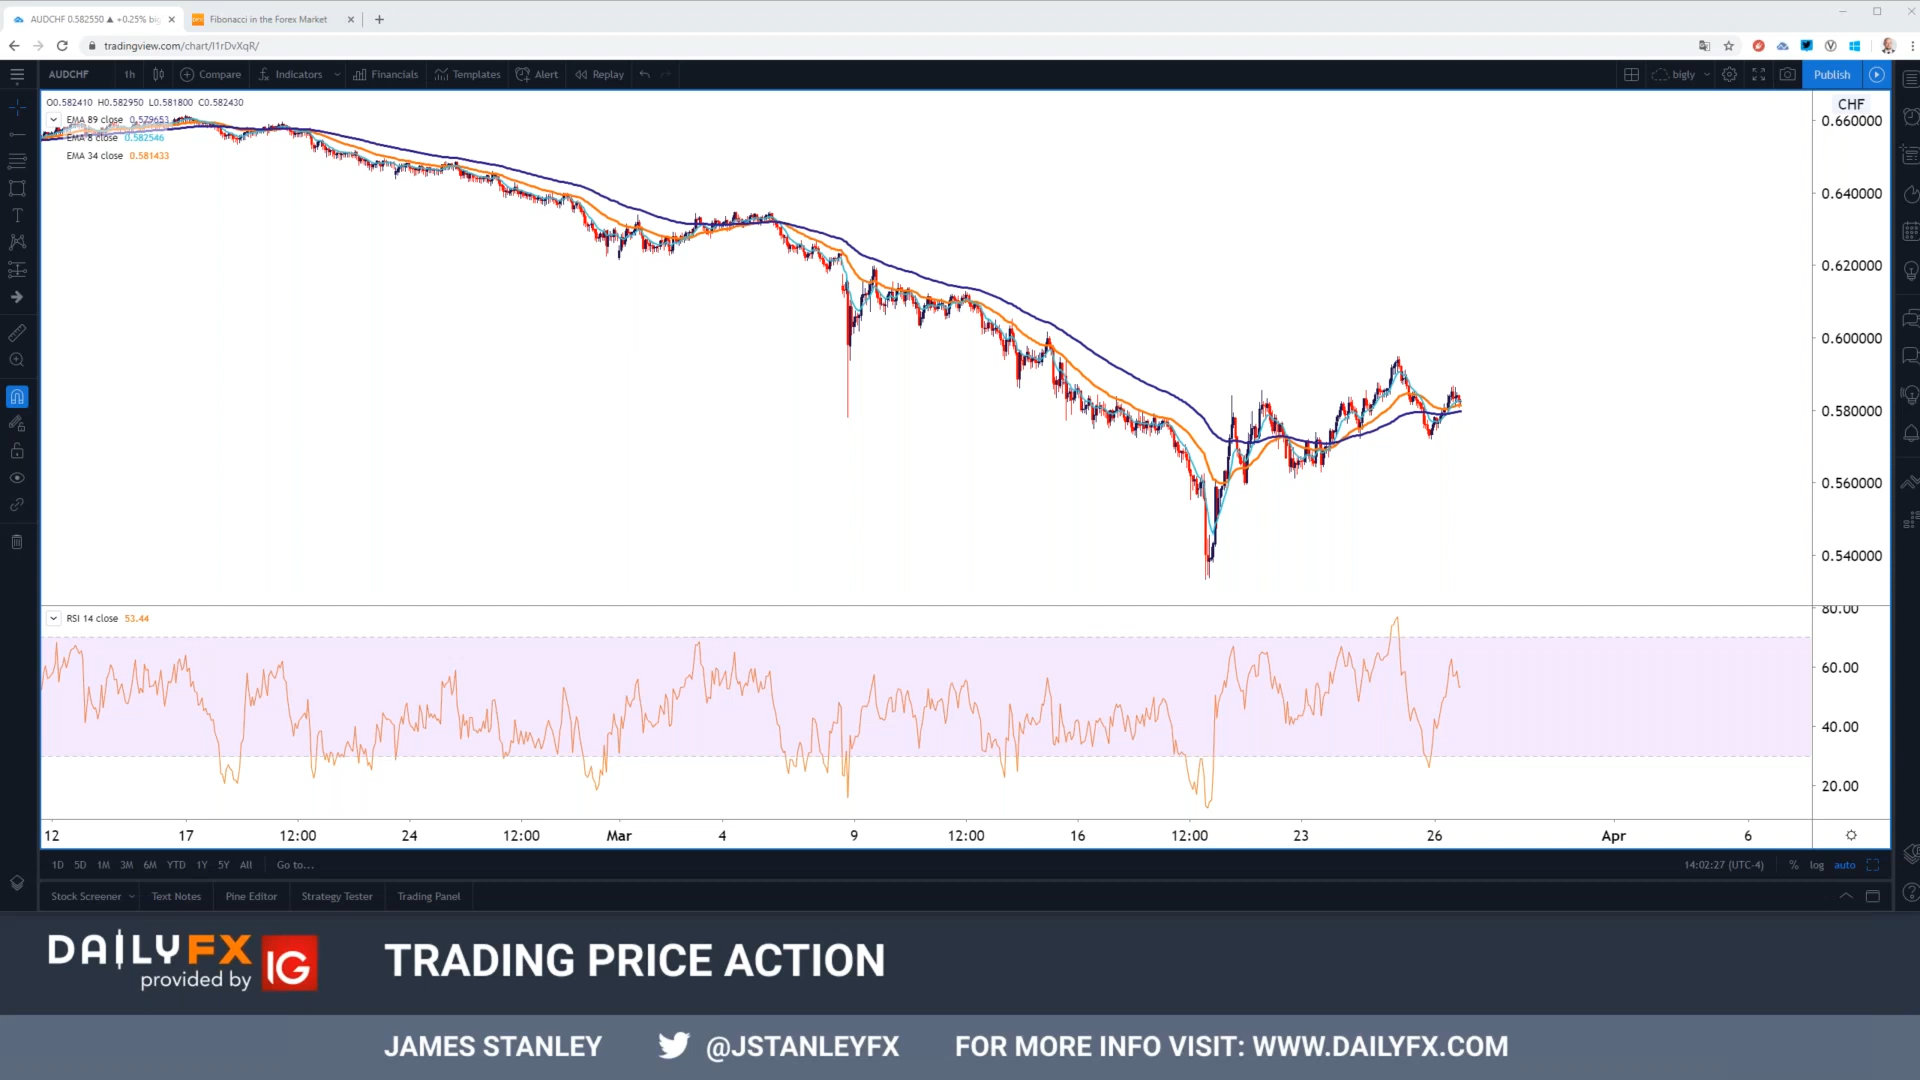 AUDCHF 0.582550 ▲ +0.25% big
Fibonacci in the Forex Market
tradingview.com/chart/I1rDvXqR/
AUDCHF 1h Compare Indicators Financials Templates Alert Replay bigly Publish
O0.582410 H0.582950 L0.581800 C0.582430
EMA 89 close 0.579653
EMA 8 close 0.582546
EMA 34 close 0.581433
CHF
0.660000
0.640000
0.620000
0.600000
0.580000
0.560000
0.540000
RSI 14 close 53.44
80.00
60.00
40.00
20.00
12 17 12:00 24 12:00 Mar 4 9 12:00 16 12:00 23 26 Apr 6
1D 5D 1M 3M 6M YTD 1Y 5Y All Go to... 14:02:27 (UTC-4) % log auto
Stock Screener Text Notes Pine Editor Strategy Tester Trading Panel
DAILYFX
provided by IG
TRADING PRICE ACTION
JAMES STANLEY @JSTANLEYFX FOR MORE INFO VISIT: WWW.DAILYFX.COM